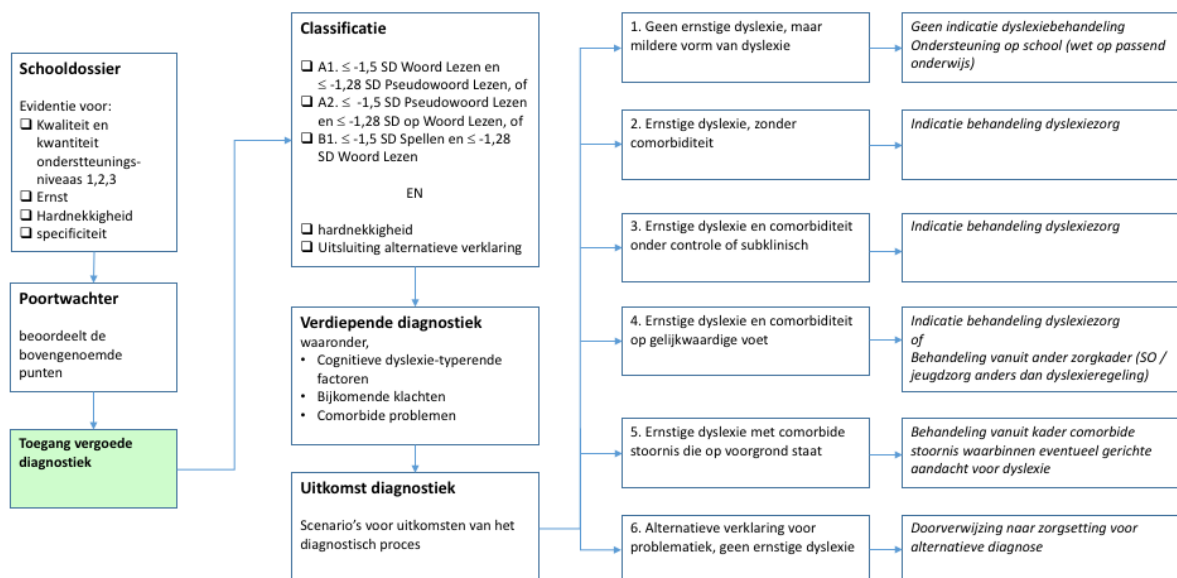 Schooldossier
Evidentie voor:
❑ Kwaliteit en
kwantiteit
onderstteunings-
niveaas 1,2,3
❑ Ernst
❑ Hardnekkigheid
❑ specificiteit
Poortwachter
beoordeelt de
bovengenoemde
punten
Toegang vergoede
diagnostiek
Classificatie
❑ A1. ≤ -1,5 SD Woord Lezen en
≤ -1,28 SD Pseudowoord Lezen, of
❑ A2. ≤ -1,5 SD Pseudowoord Lezen
en ≤ -1,28 SD op Woord Lezen, of
❑ B1. ≤ -1,5 SD Spellen en ≤ -1,28
SD Woord Lezen
EN
❑ hardnekkigheid
❑ Uitsluiting alternatieve verklaring
Verdiepende diagnostiek
waaronder,
• Cognitieve dyslexie-typerende
factoren
• Bijkomende klachten
• Comorbide problemen
Uitkomst diagnostiek
Scenario's voor uitkomsten van het
diagnostisch proces
1. Geen ernstige dyslexie, maar
mildere vorm van dyslexie
Geen indicatie dyslexiebehandeling
Ondersteuning op school (wet op passend
onderwijs)
2. Ernstige dyslexie, zonder
comorbiditeit
Indicatie behandeling dyslexiezorg
3. Ernstige dyslexie en comorbiditeit
onder controle of subklinisch
Indicatie behandeling dyslexiezorg
4. Ernstige dyslexie en comorbiditeit
op gelijkwaardige voet
Indicatie behandeling dyslexiezorg
of
Behandeling vanuit ander zorgkader (SO /
jeugdzorg anders dan dyslexieregeling)
5. Ernstige dyslexie met comorbide
stoornis die op voorgrond staat
Behandeling vanuit kader comorbide
stoornis waarbinnen eventueel gerichte
aandacht voor dyslexie
6. Alternatieve verklaring voor
problematiek, geen ernstige dyslexie
Doorverwijzing naar zorgsetting voor
alternatieve diagnose